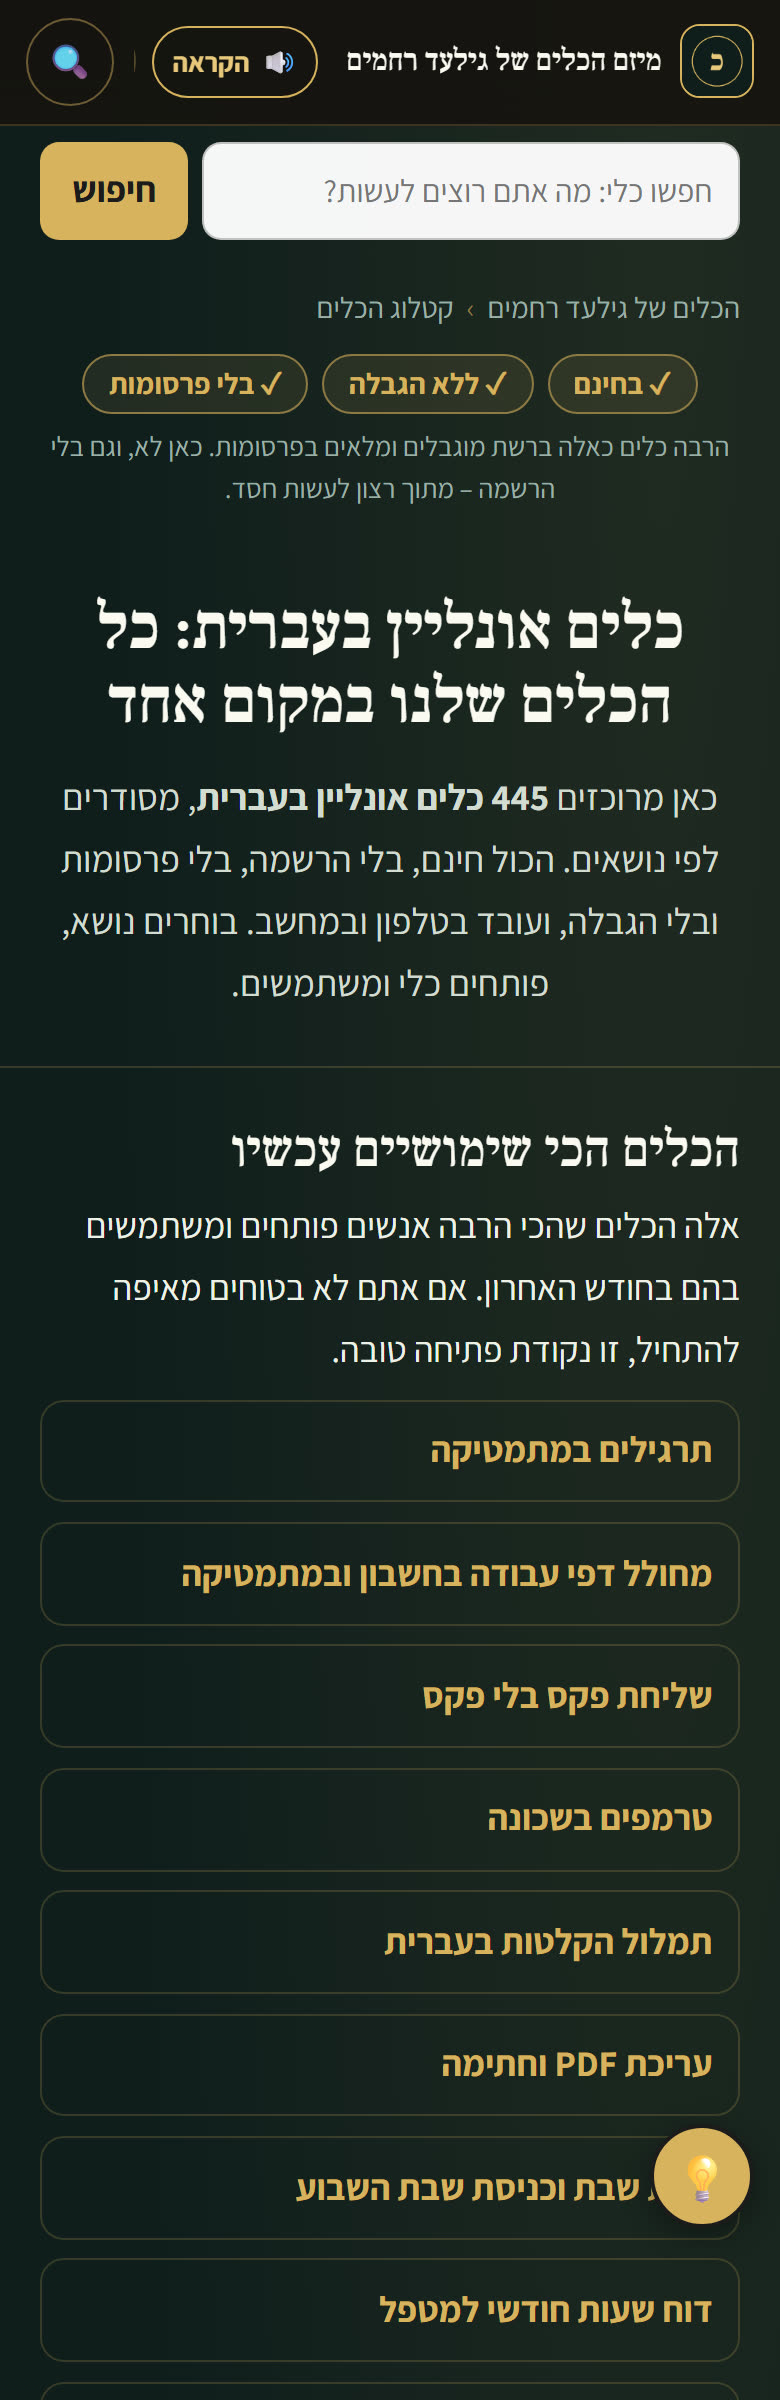 כ
מיזם הכלים של גילעד רחמים
הקראה
חפשו כלי: מה אתם רוצים לעשות?
חיפוש
הכלים של גילעד רחמים › קטלוג הכלים
✓ בחינם
✓ ללא הגבלה
✓ בלי פרסומות
הרבה כלים כאלה ברשת מוגבלים ומלאים בפרסומות. כאן לא, וגם בלי
הרשמה – מתוך רצון לעשות חסד.
כלים אונליין בעברית: כל
הכלים שלנו במקום אחד
כאן מרוכזים 445 כלים אונליין בעברית, מסודרים
לפי נושאים. הכול חינם, בלי הרשמה, בלי פרסומות
ובלי הגבלה, ועובד בטלפון ובמחשב. בוחרים נושא,
פותחים כלי ומשתמשים.
הכלים הכי שימושיים עכשיו
אלה הכלים שהכי הרבה אנשים פותחים ומשתמשים
בהם בחודש האחרון. אם אתם לא בטוחים מאיפה
להתחיל, זו נקודת פתיחה טובה.
תרגילים במתמטיקה
מחולל דפי עבודה בחשבון ובמתמטיקה
שליחת פקס בלי פקס
טרמפים בשכונה
תמלול הקלטות בעברית
עריכת PDF וחתימה
שבת וכניסת שבת השבוע
דוח שעות חודשי למטפל